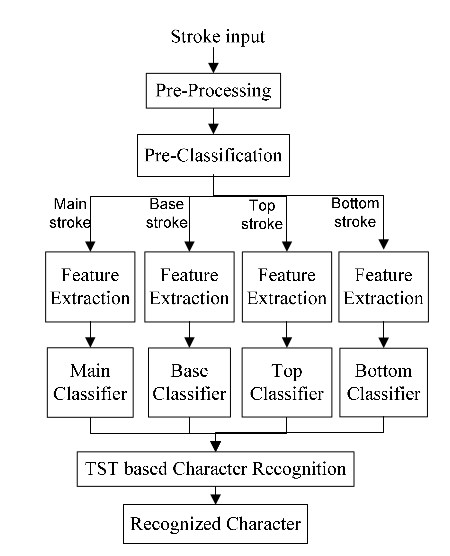 Stroke input
Pre-Processing
Pre-Classification
Main
stroke
Base
stroke
Top
stroke
Bottom
stroke
Feature
Extraction
Feature
Extraction
Feature
Extraction
Feature
Extraction
Main
Classifier
Base
Classifier
Top
Classifier
Bottom
Classifier
TST based Character Recognition
Recognized Character